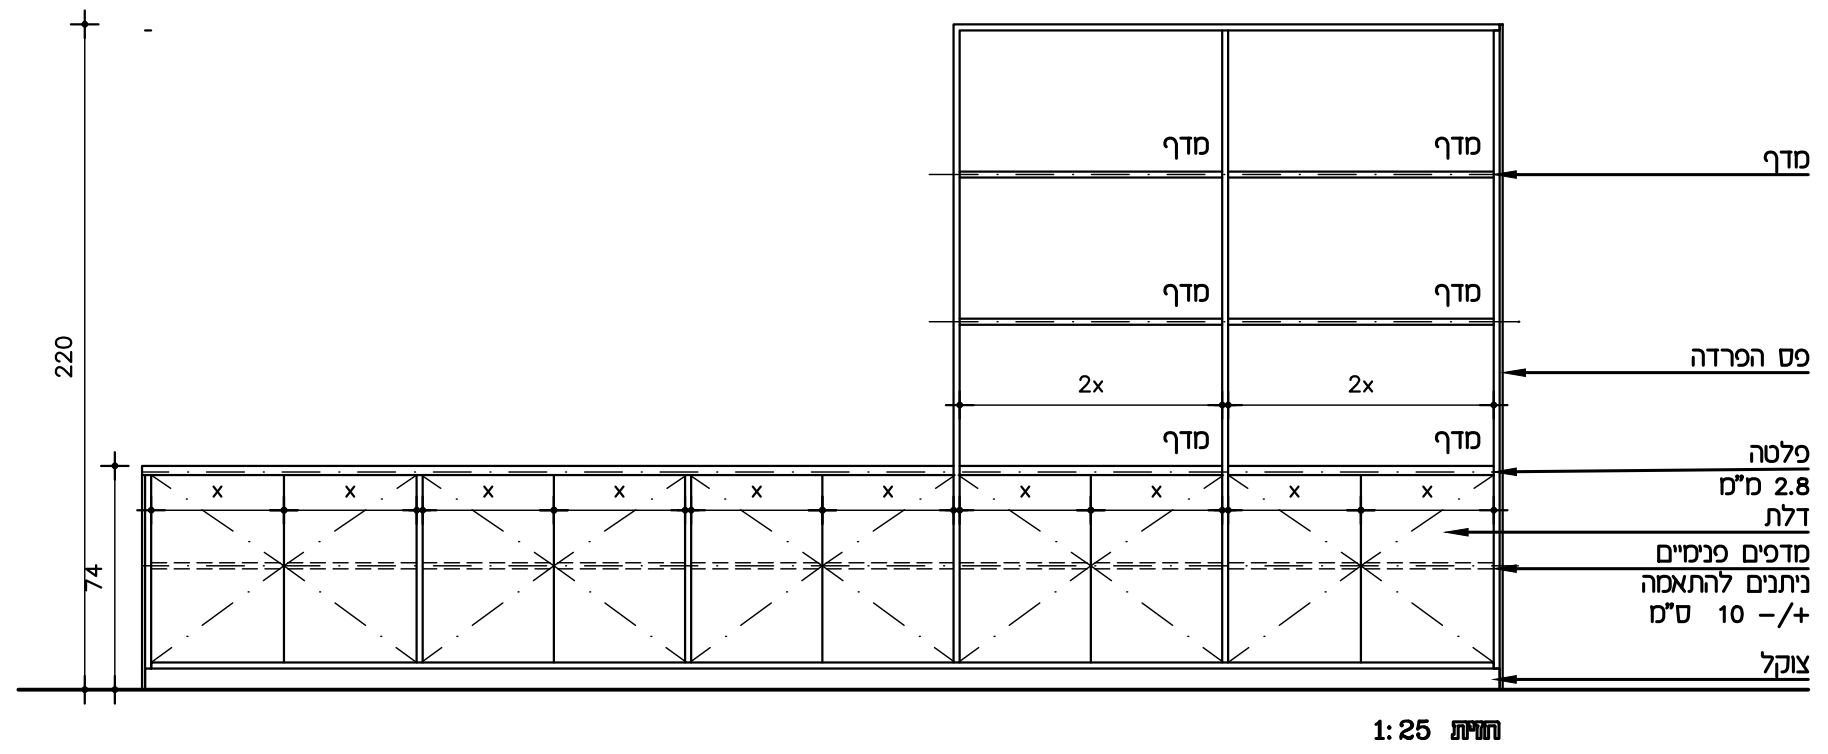 מדף מדף
מדף
מדף מדף
220
פס הפרדה
2x 2x
מדף מדף
פלטה
2.8 מ"מ
x x x x x x x x x x
דלת
מדפים פנימיים
74
ניתנים להתאמה
+/- 10 ס"מ
צוקל
חזית 1:25